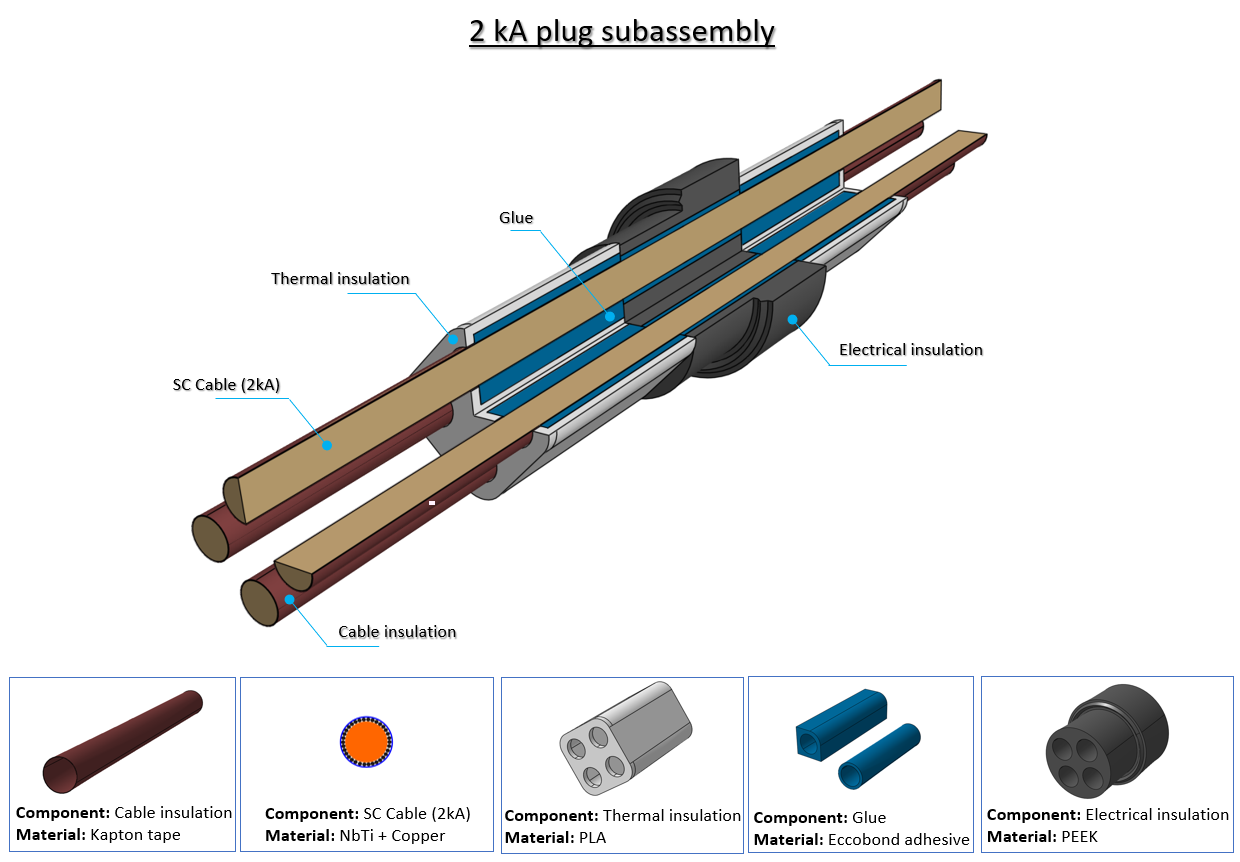 2 kA plug subassembly
Glue
Thermal insulation
Electrical insulation
SC Cable (2kA)
Cable insulation
Component: Cable insulation
Material: Kapton tape
Component: SC Cable (2kA)
Material: NbTi + Copper
Component: Thermal insulation
Material: PLA
Component: Glue
Material: Eccobond adhesive
Component: Electrical insulation
Material: PEEK